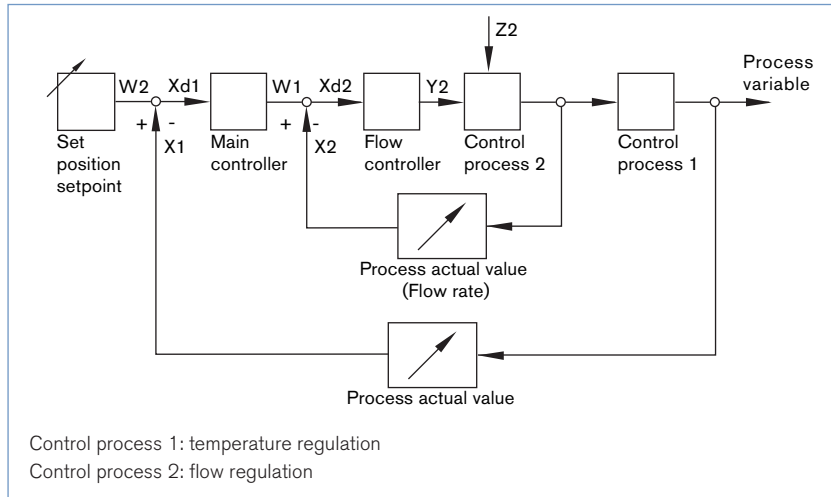 Z2
Process
variable
W2
Xd1
W1
Xd2
Y2
+
-
+
-
Set
position
setpoint
X1
Main
controller
X2
Flow
controller
Control
process 2
Control
process 1
Process actual value
(Flow rate)
Process actual value
Control process 1: temperature regulation
Control process 2: flow regulation